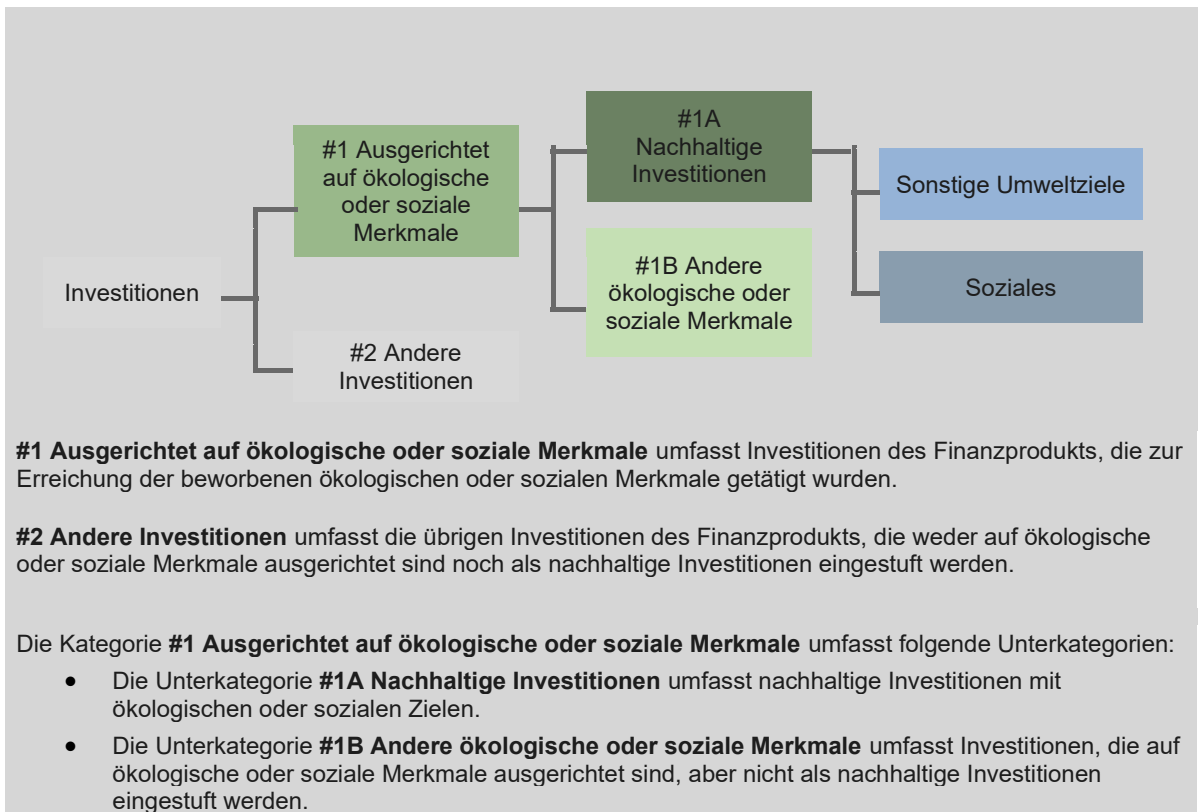 #1 Ausgerichtet
auf ökologische
oder soziale
Merkmale
#1A
Nachhaltige
Investitionen
Sonstige Umweltziele
#1B Andere
ökologische oder
soziale Merkmale
Soziales
Investitionen
#2 Andere
Investitionen
#1 Ausgerichtet auf ökologische oder soziale Merkmale umfasst Investitionen des Finanzprodukts, die zur
Erreichung der beworbenen ökologischen oder sozialen Merkmale getätigt wurden.
#2 Andere Investitionen umfasst die übrigen Investitionen des Finanzprodukts, die weder auf ökologische
oder soziale Merkmale ausgerichtet sind noch als nachhaltige Investitionen eingestuft werden.
Die Kategorie #1 Ausgerichtet auf ökologische oder soziale Merkmale umfasst folgende Unterkategorien:
• Die Unterkategorie #1A Nachhaltige Investitionen umfasst nachhaltige Investitionen mit
ökologischen oder sozialen Zielen.
• Die Unterkategorie #1B Andere ökologische oder soziale Merkmale umfasst Investitionen, die auf
ökologische oder soziale Merkmale ausgerichtet sind, aber nicht als nachhaltige Investitionen
eingestuft werden.